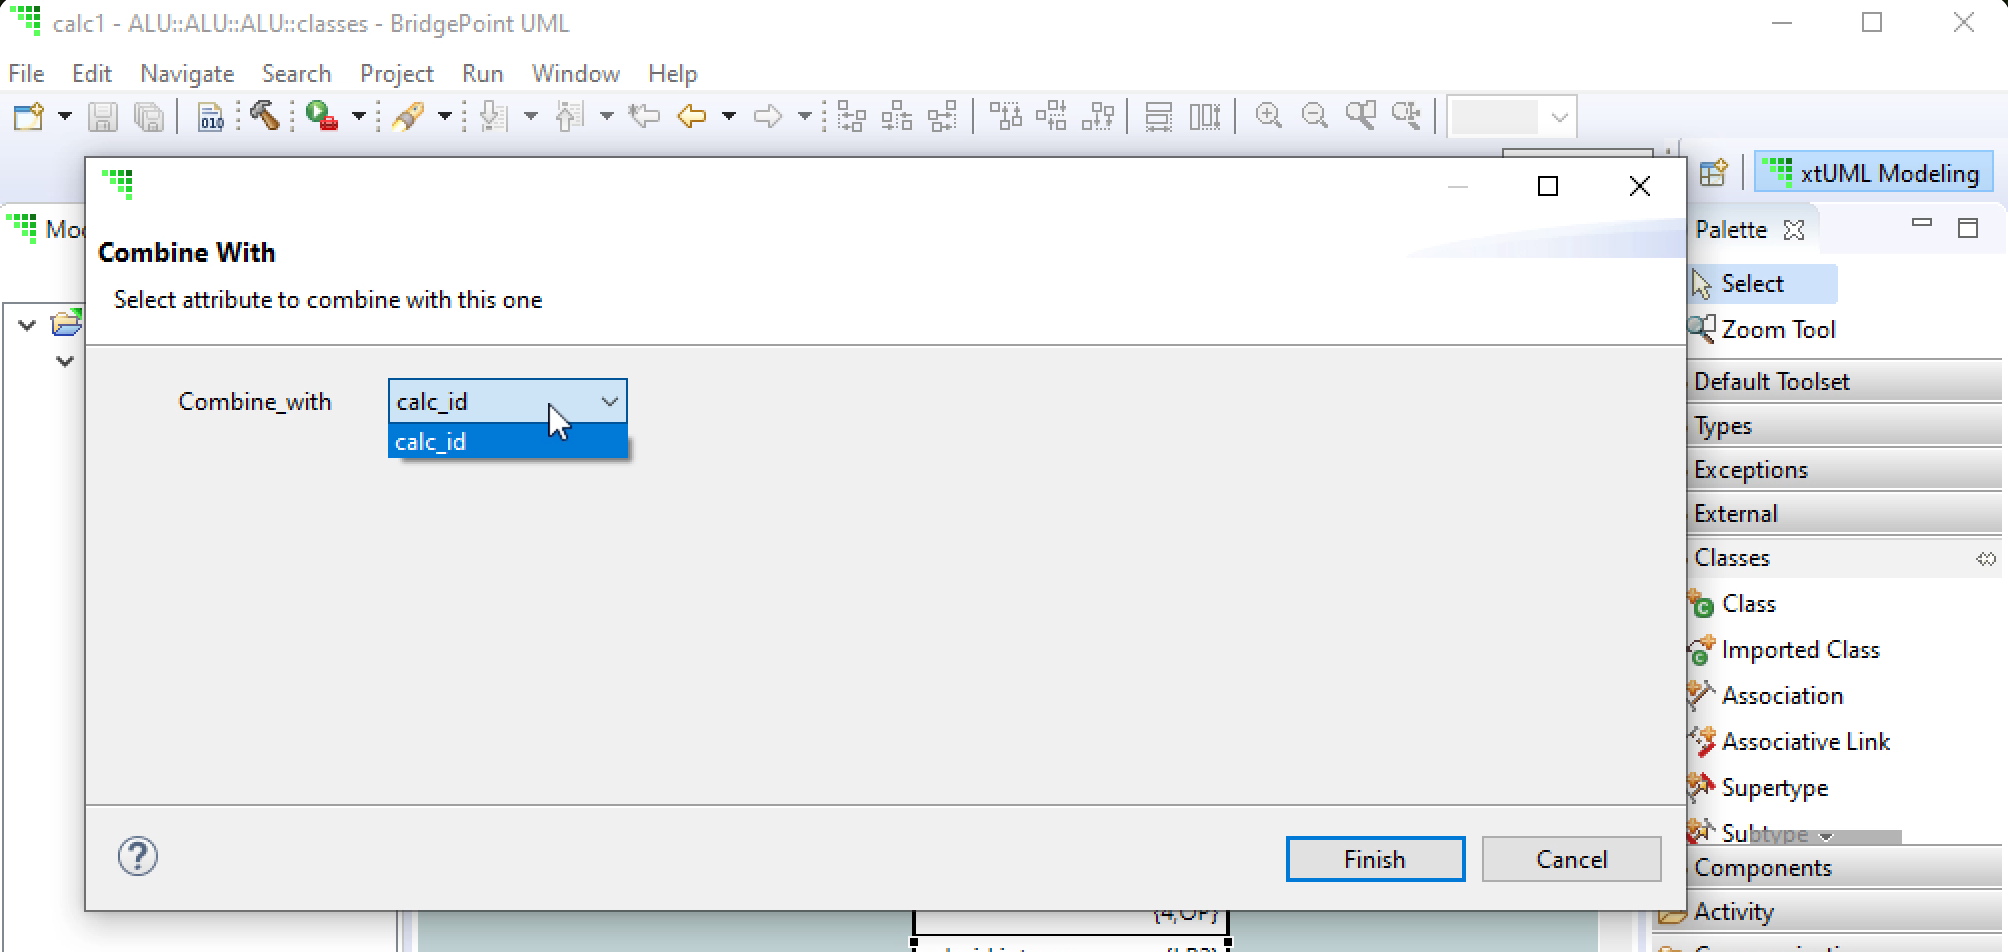 calc1 - ALU::ALU::ALU::classes - BridgePoint UML
File Edit Navigate Search Project Run Window Help
010
xtUML Modeling
Palette
Combine With
Select attribute to combine with this one
Select
Zoom Tool
Default Toolset
Combine_with
calc_id
calc_id
Types
Exceptions
External
Classes
Class
Imported Class
Association
Associative Link
Supertype
Subtype
Finish
Cancel
Components
Activity
{4,OP}